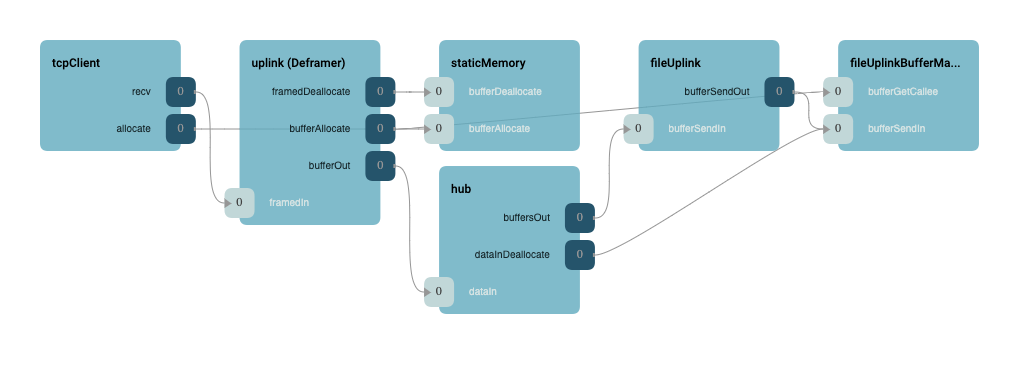 tcpClient
recv 0
allocate 0
uplink (Deframer)
framedDeallocate 0
bufferAllocate 0
bufferOut 0
0 framedIn
staticMemory
0 bufferDeallocate
0 bufferAllocate
hub
buffersOut 0
dataInDeallocate 0
0 dataIn
fileUplink
bufferSendOut 0
0 bufferSendIn
fileUplinkBufferMa...
0 bufferGetCallee
0 bufferSendIn